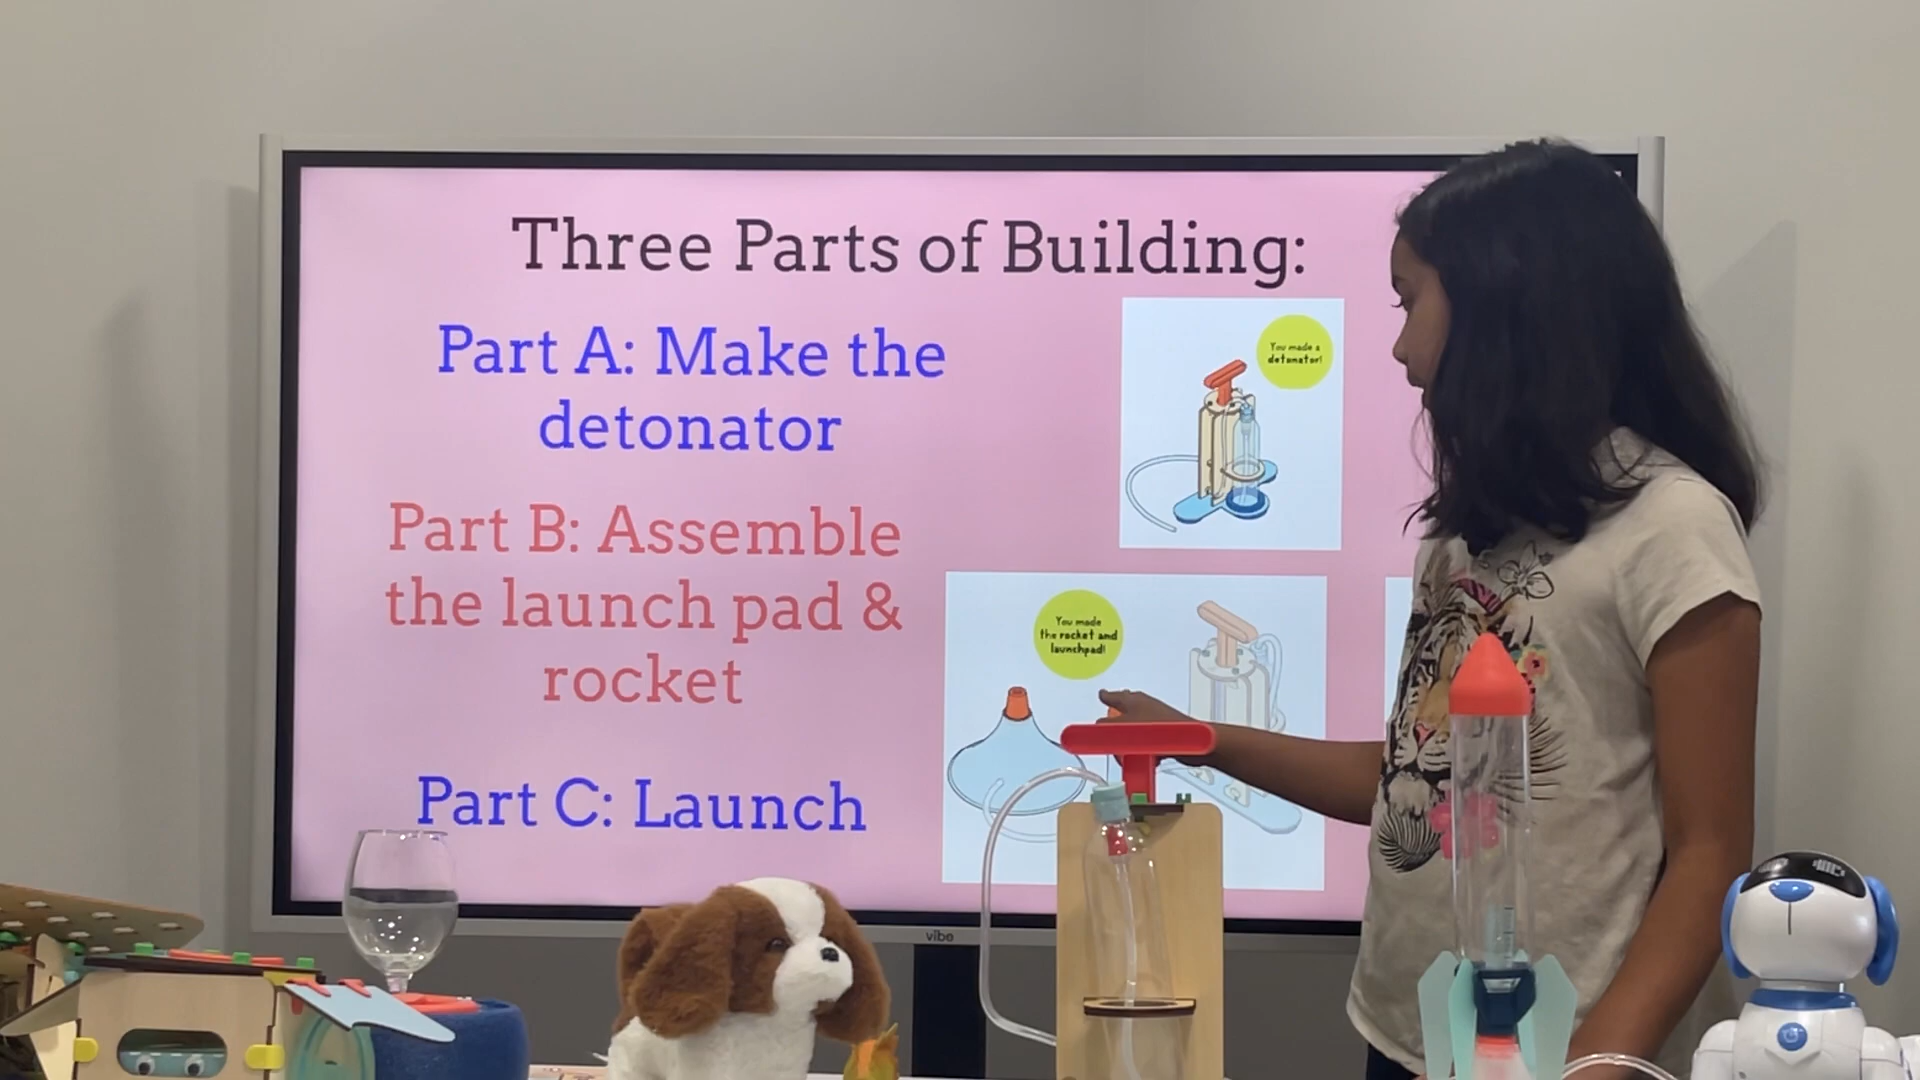 Three Parts of Building:
Part A: Make the
detonator
You made a
detonator!
Part B: Assemble
the launch pad &
rocket
You made
the rocket and
launchpad!
Part C: Launch
vibe